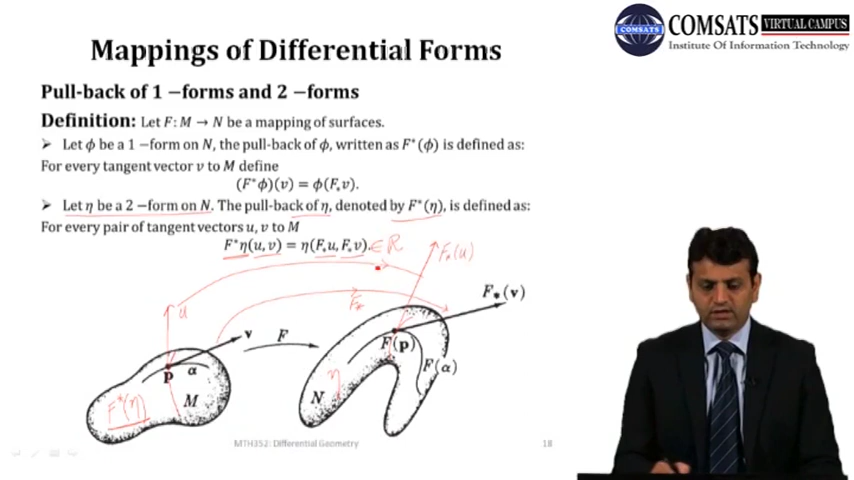 Mappings of Differential Forms
COMSATS VIRTUAL CAMPUS
Institute Of Information Technology
COMSATS
Pull-back of 1 −forms and 2 −forms
Definition: Let F: M → N be a mapping of surfaces.
➤ Let ϕ be a 1 −form on N, the pull-back of ϕ, written as F*(ϕ) is defined as:
For every tangent vector v to M define
(F*ϕ)(v) = ϕ(F*v).
➤ Let η be a 2 −form on N. The pull-back of η, denoted by F*(η), is defined as:
For every pair of tangent vectors u, v to M
F*η(u, v) = η(F*u, F*v). ∈ ℝ
F*(u)
F*(v)
u
F*
v
F
F(p)
p
α
F(α)
η
F*(η)
M
N
MTH352: Differential Geometry
18